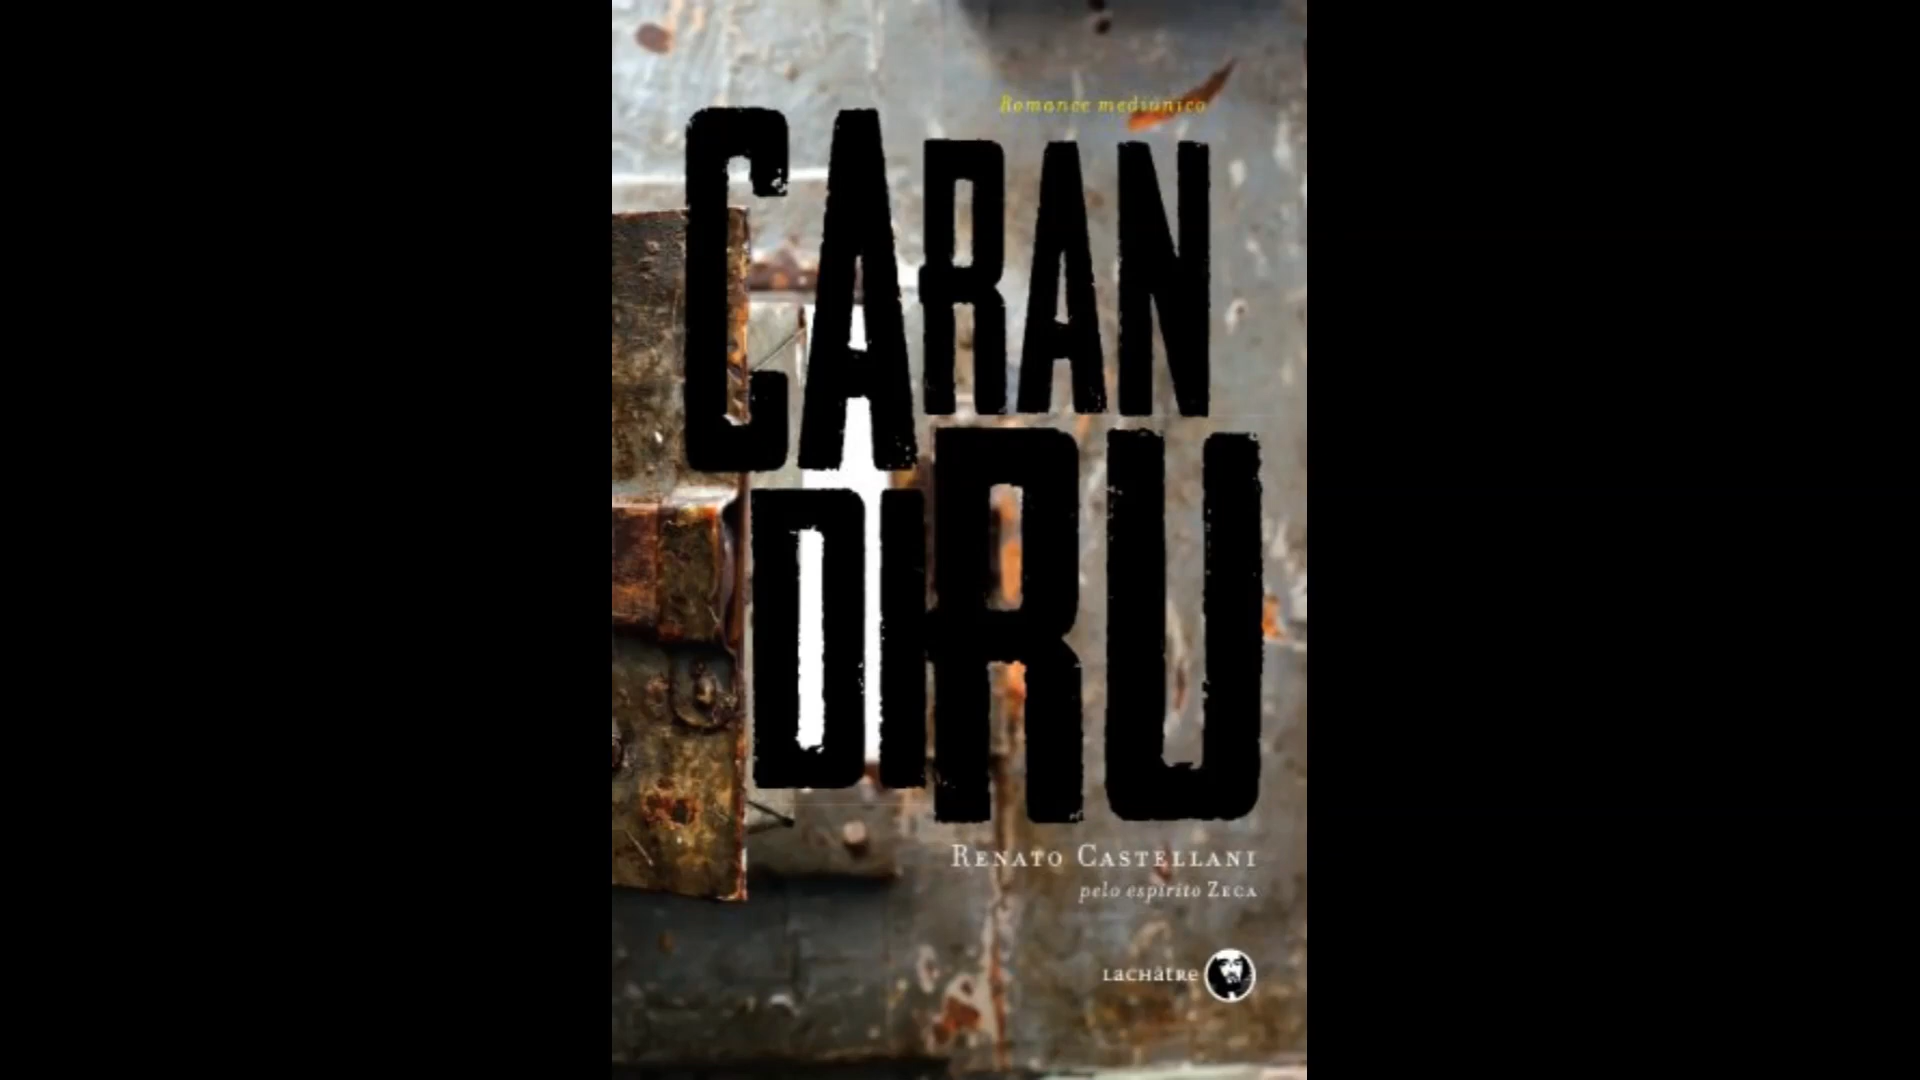 Romance mediúnico
CARAN
DIRU
RENATO CASTELLANI
pelo espírito ZECA
LACHÂTRE